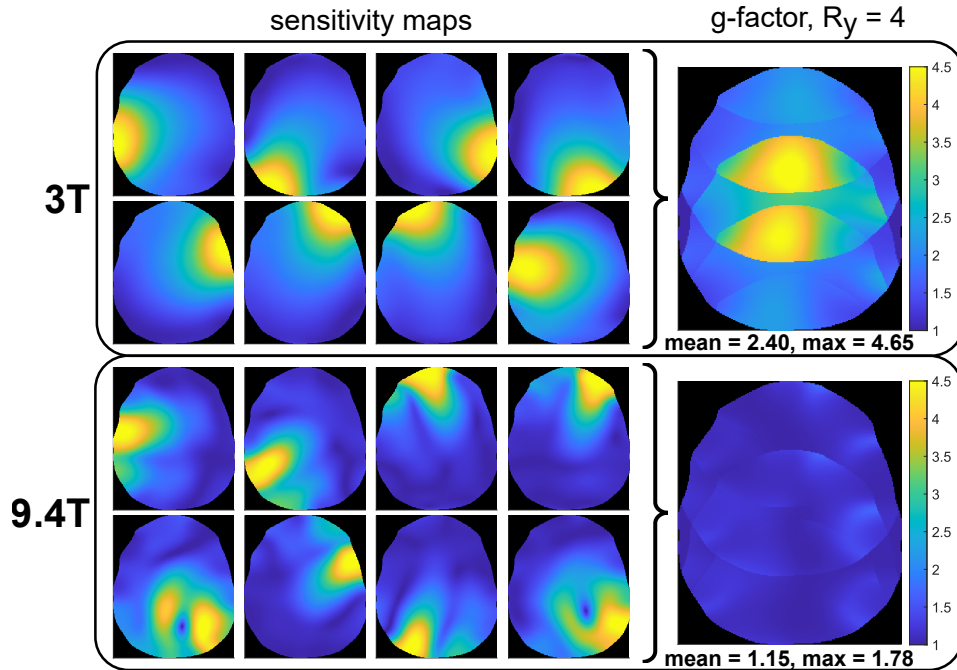 sensitivity maps
g-factor, R_y = 4
3T
4.5
4
3.5
3
2.5
2
1.5
1
mean = 2.40, max = 4.65
9.4T
4.5
4
3.5
3
2.5
2
1.5
1
mean = 1.15, max = 1.78